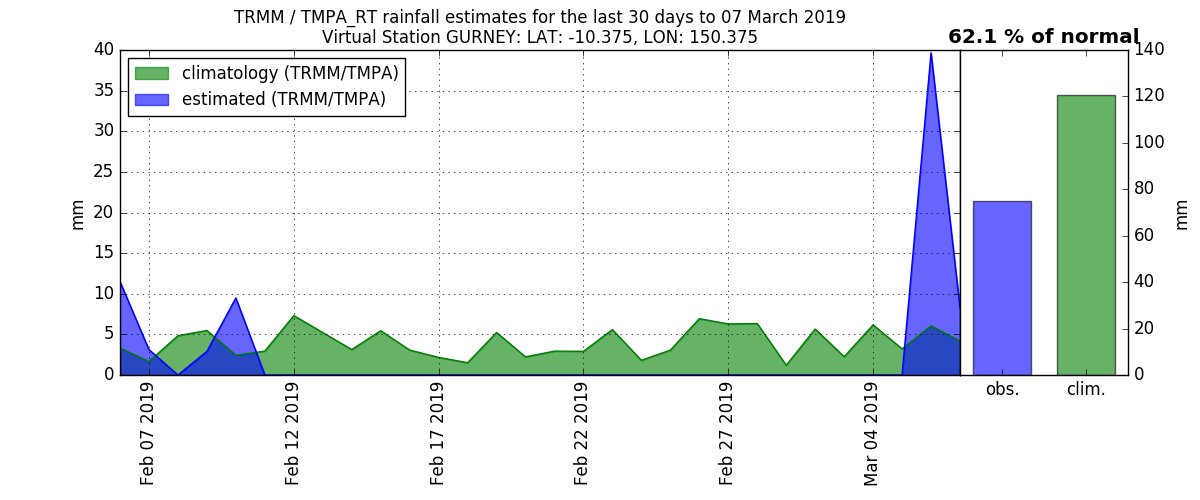 TRMM / TMPA_RT rainfall estimates for the last 30 days to 07 March 2019
Virtual Station GURNEY: LAT: -10.375, LON: 150.375
62.1 % of normal
climatology (TRMM/TMPA)
estimated (TRMM/TMPA)
40
35
30
25
20
15
10
5
0
mm
Feb 07 2019
Feb 12 2019
Feb 17 2019
Feb 22 2019
Feb 27 2019
Mar 04 2019
140
120
100
80
60
40
20
0
mm
obs.
clim.